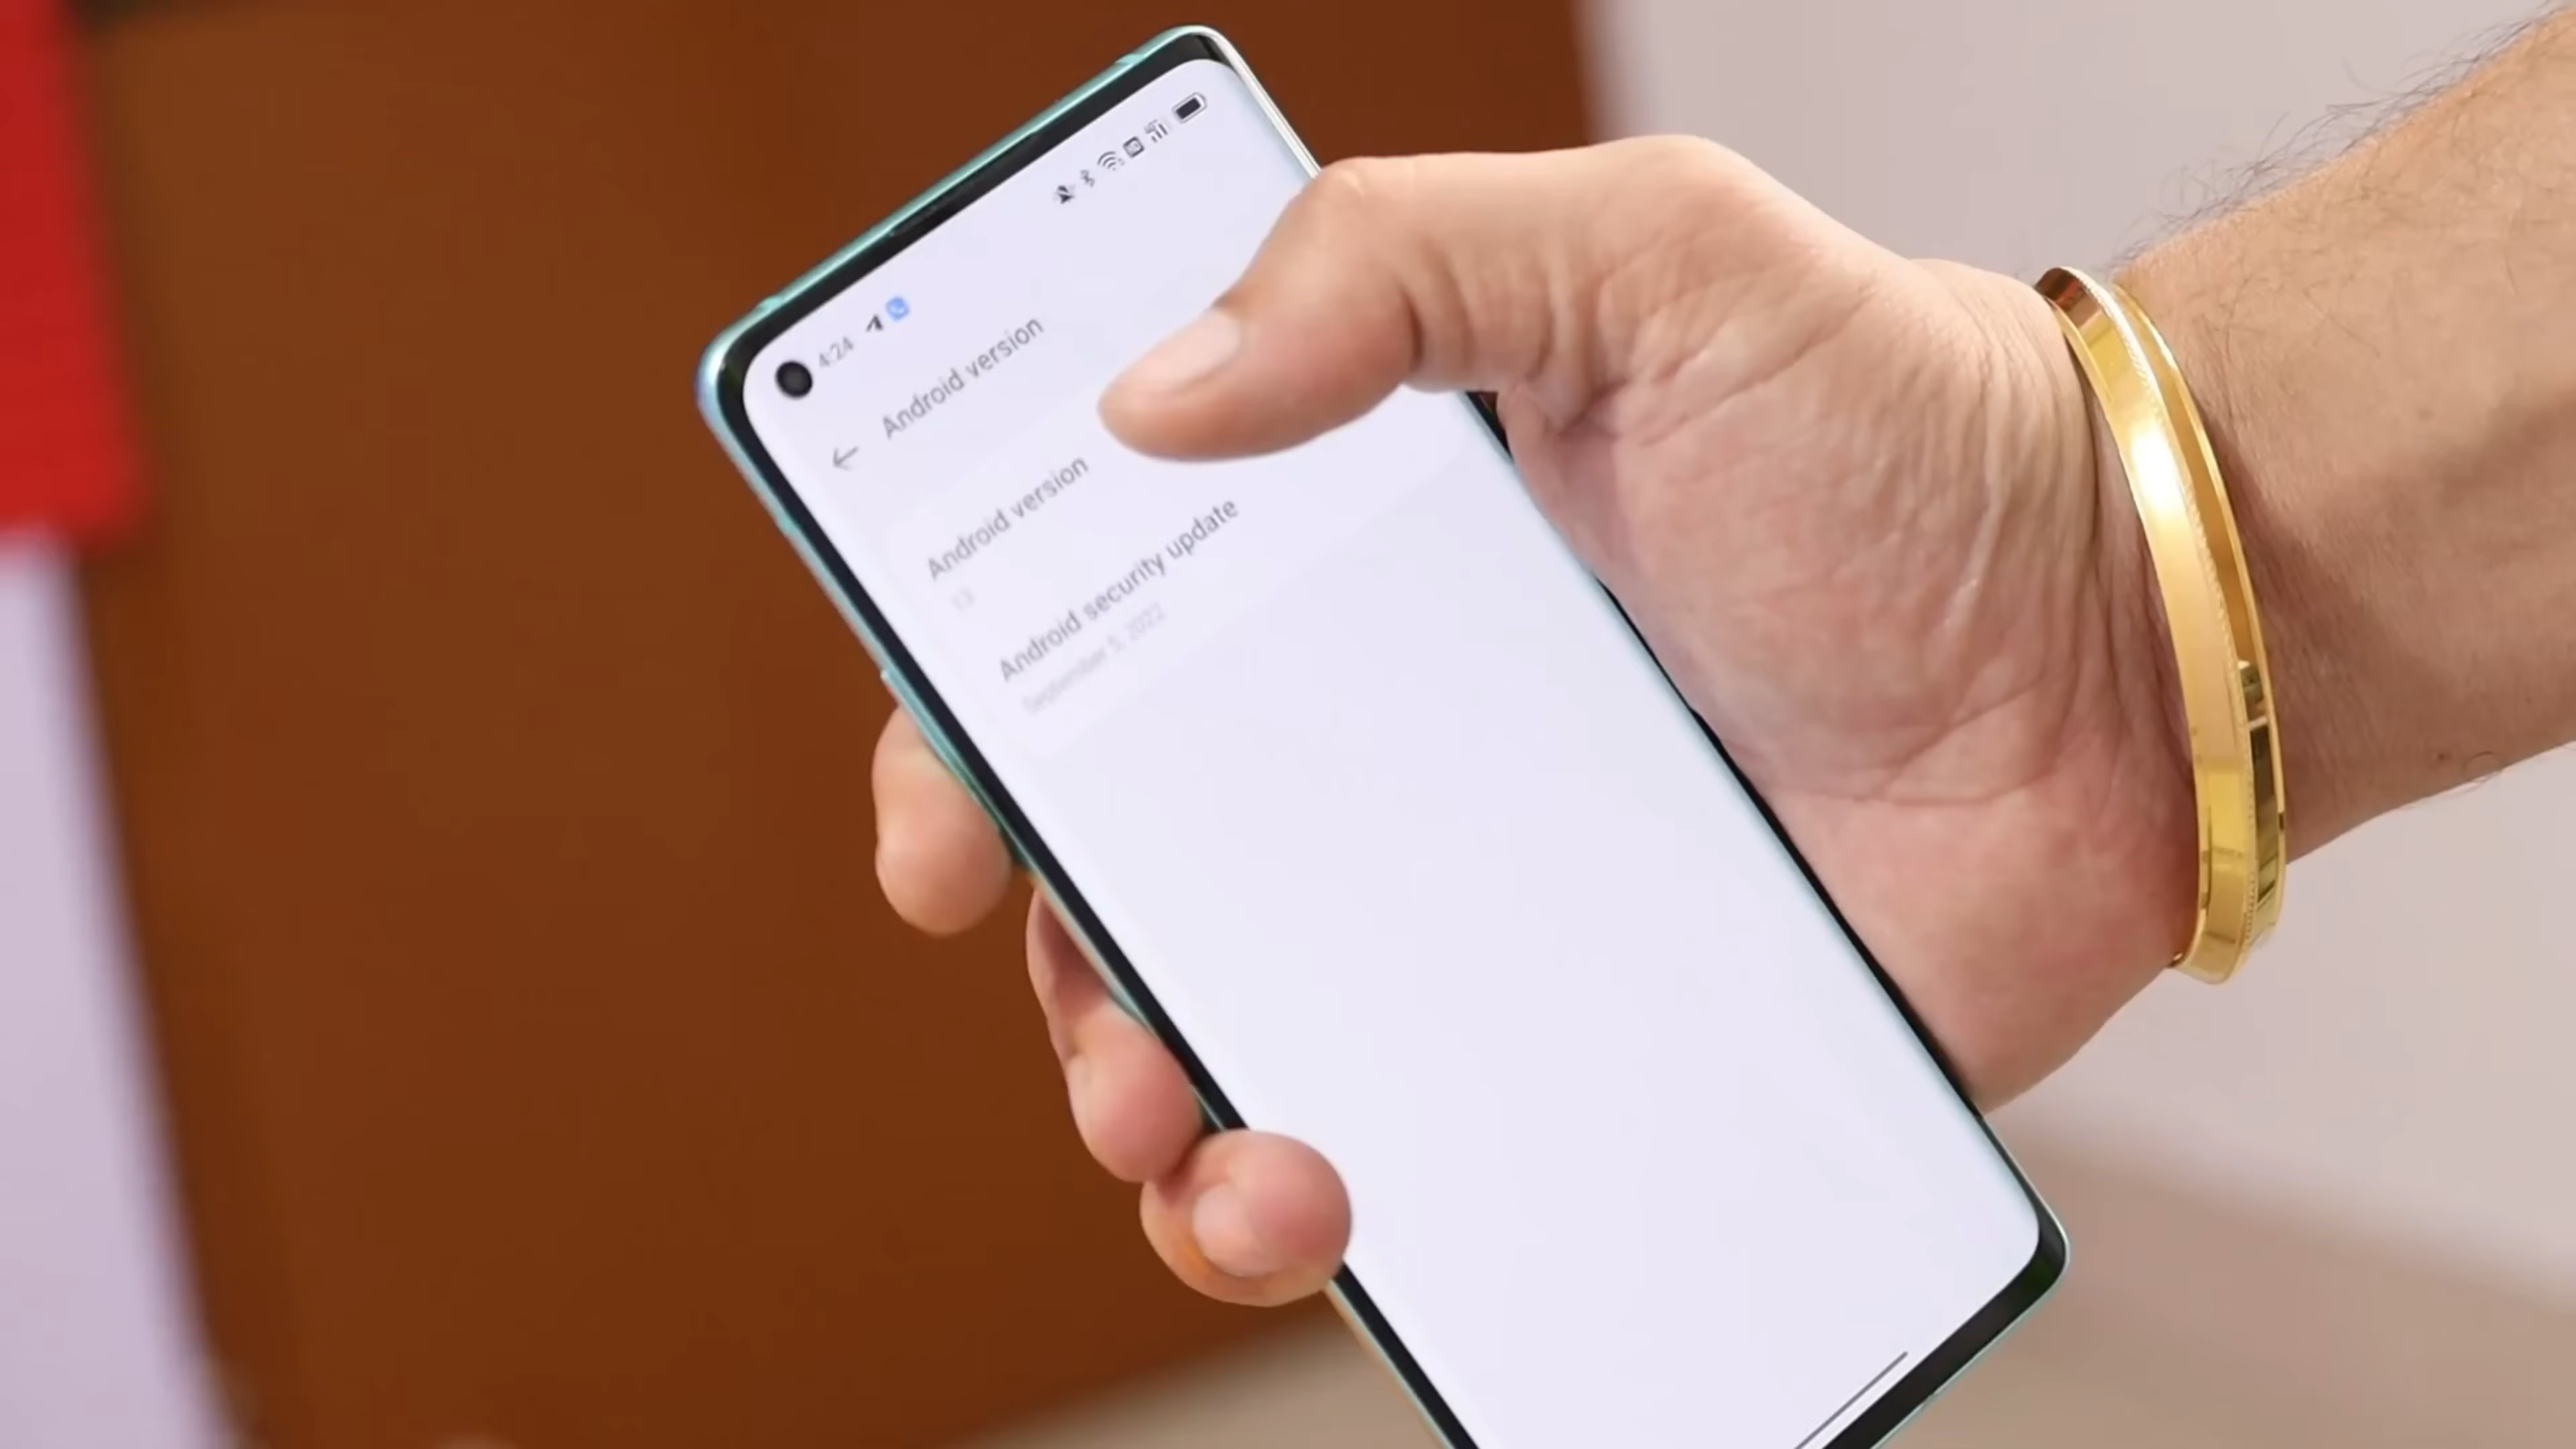 4:24
Android version
Android version
13
Android security update
September 5, 2022